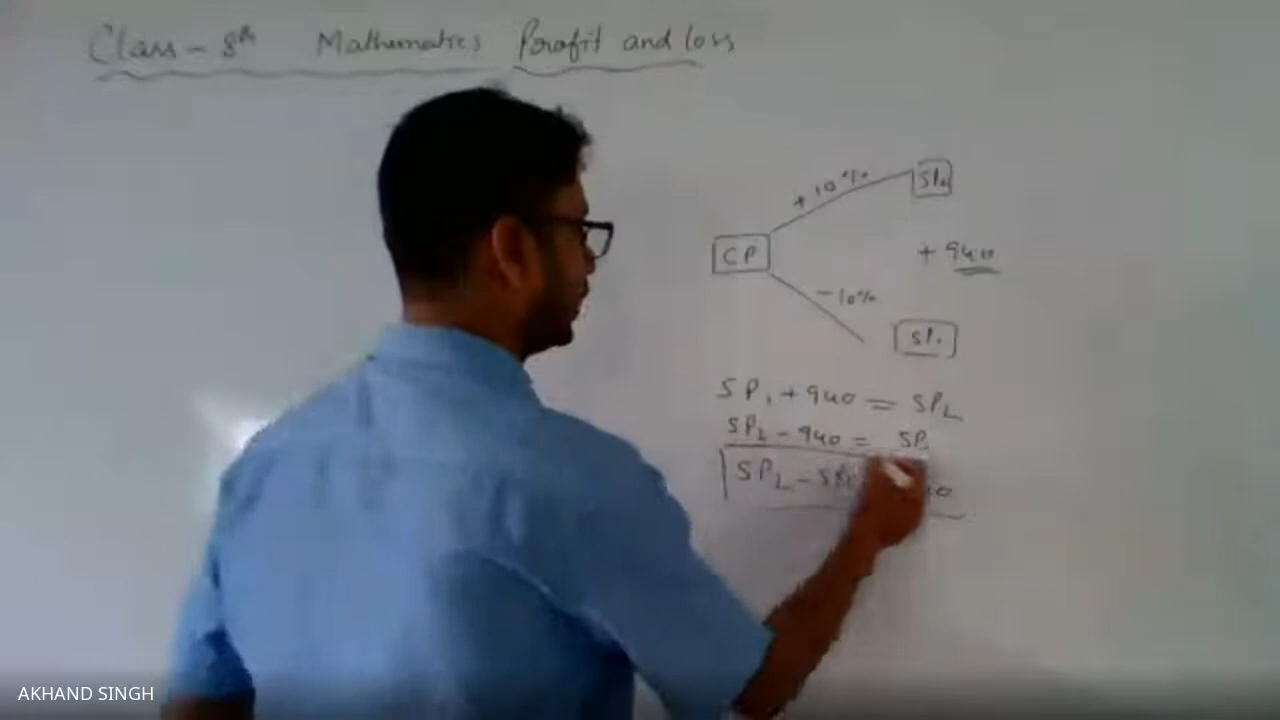 Class - 8th Mathematics Profit and loss
+10%
SP2
CP
+ 940
-10%
SP1
SP1 + 940 = SP2
SP2 - 940 = SP1
SP2 -
AKHAND SINGH